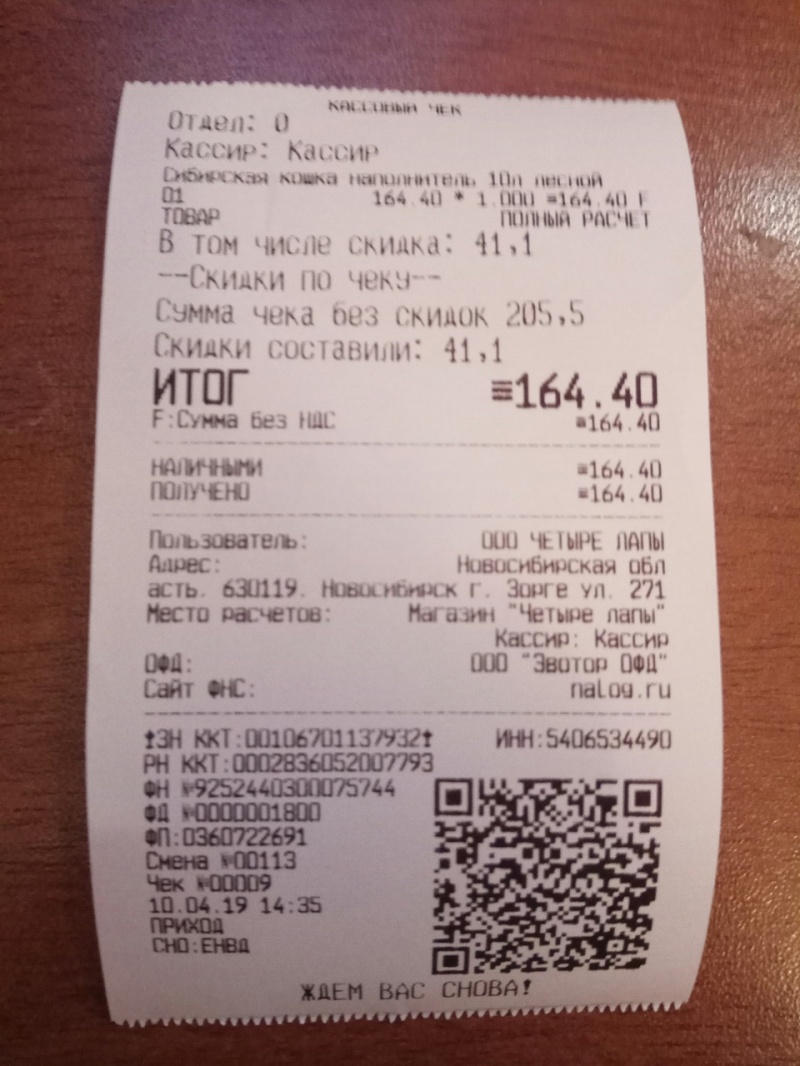 КАССОВЫЙ ЧЕК
Отдел: 0
Кассир: Кассир
Сибирская кошка наполнитель 10л лесной
01 164.40 * 1.000 ≡164.40 F
ТОВАР ПОЛНЫЙ РАСЧЕТ
В том числе скидка: 41,1
--Скидки по чеку--
Сумма чека без скидок 205,5
Скидки составили: 41,1
ИТОГ ≡164.40
F:Сумма без НДС ≡164.40
НАЛИЧНЫМИ ≡164.40
ПОЛУЧЕНО ≡164.40
Пользователь: ООО ЧЕТЫРЕ ЛАПЫ
Адрес: Новосибирская обл
асть. 630119. Новосибирск г. Зорге ул. 271
Место расчетов: Магазин "Четыре лапы"
Кассир: Кассир
ОФД: ООО "Эвотор ОФД"
Сайт ФНС: nalog.ru
ЗН ККТ:00106701137932 ИНН:5406534490
РН ККТ:0002836052007793
ФН №9252440300075744
ФД №0000001800
ФП:0360722691
Смена №00113
Чек №00009
10.04.19 14:35
ПРИХОД
СНО:ЕНВД
ЖДЕМ ВАС СНОВА!